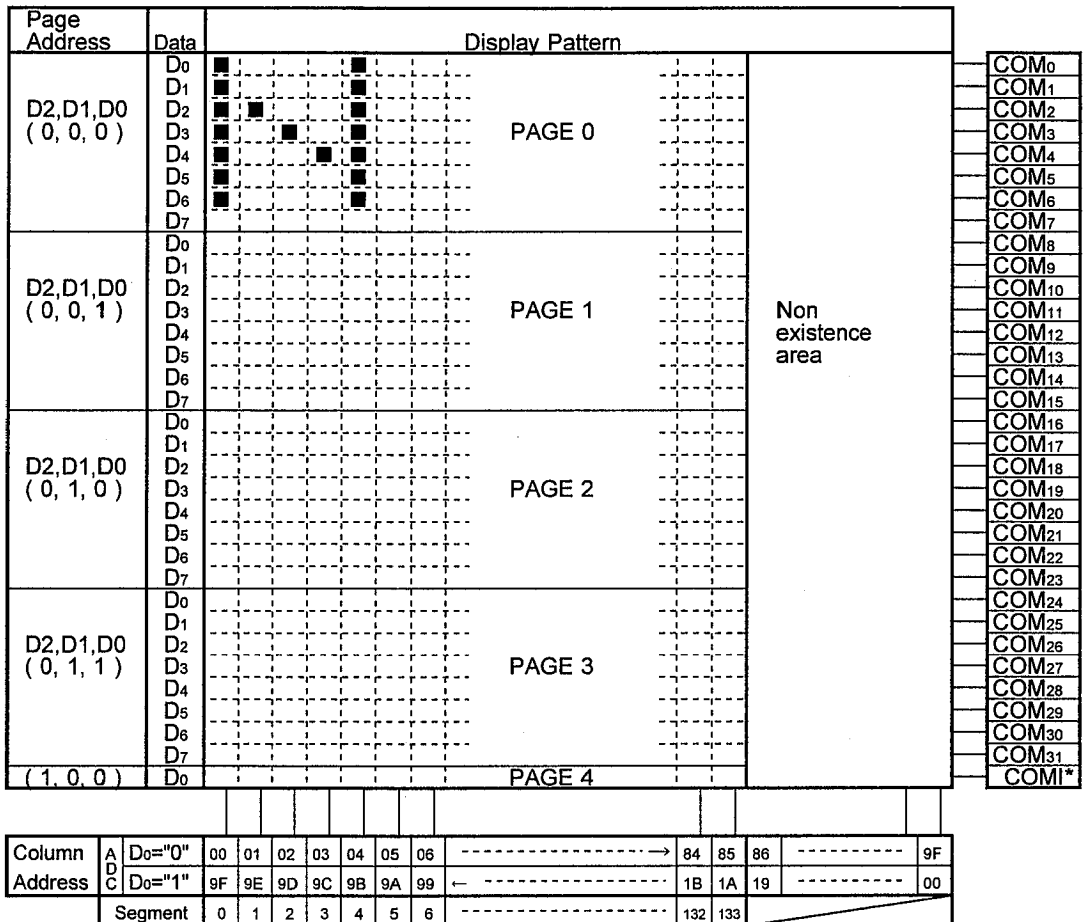 Page
Address Data Display Pattern
D0 COM0
D1 COM1
D2,D1,D0 D2 COM2
( 0, 0, 0 ) D3 PAGE 0 COM3
D4 COM4
D5 COM5
D6 COM6
D7 COM7
D0 COM8
D1 COM9
D2,D1,D0 D2 COM10
( 0, 0, 1 ) D3 PAGE 1 Non COM11
D4 existence COM12
D5 area COM13
D6 COM14
D7 COM15
D0 COM16
D1 COM17
D2,D1,D0 D2 COM18
( 0, 1, 0 ) D3 PAGE 2 COM19
D4 COM20
D5 COM21
D6 COM22
D7 COM23
D0 COM24
D1 COM25
D2,D1,D0 D2 COM26
( 0, 1, 1 ) D3 PAGE 3 COM27
D4 COM28
D5 COM29
D6 COM30
D7 COM31
( 1, 0, 0 ) D0 PAGE 4 COMI*
Column ADC D0="0" 00 01 02 03 04 05 06 → 84 85 86 9F
Address D0="1" 9F 9E 9D 9C 9B 9A 99 ← 1B 1A 19 00
Segment 0 1 2 3 4 5 6 132 133